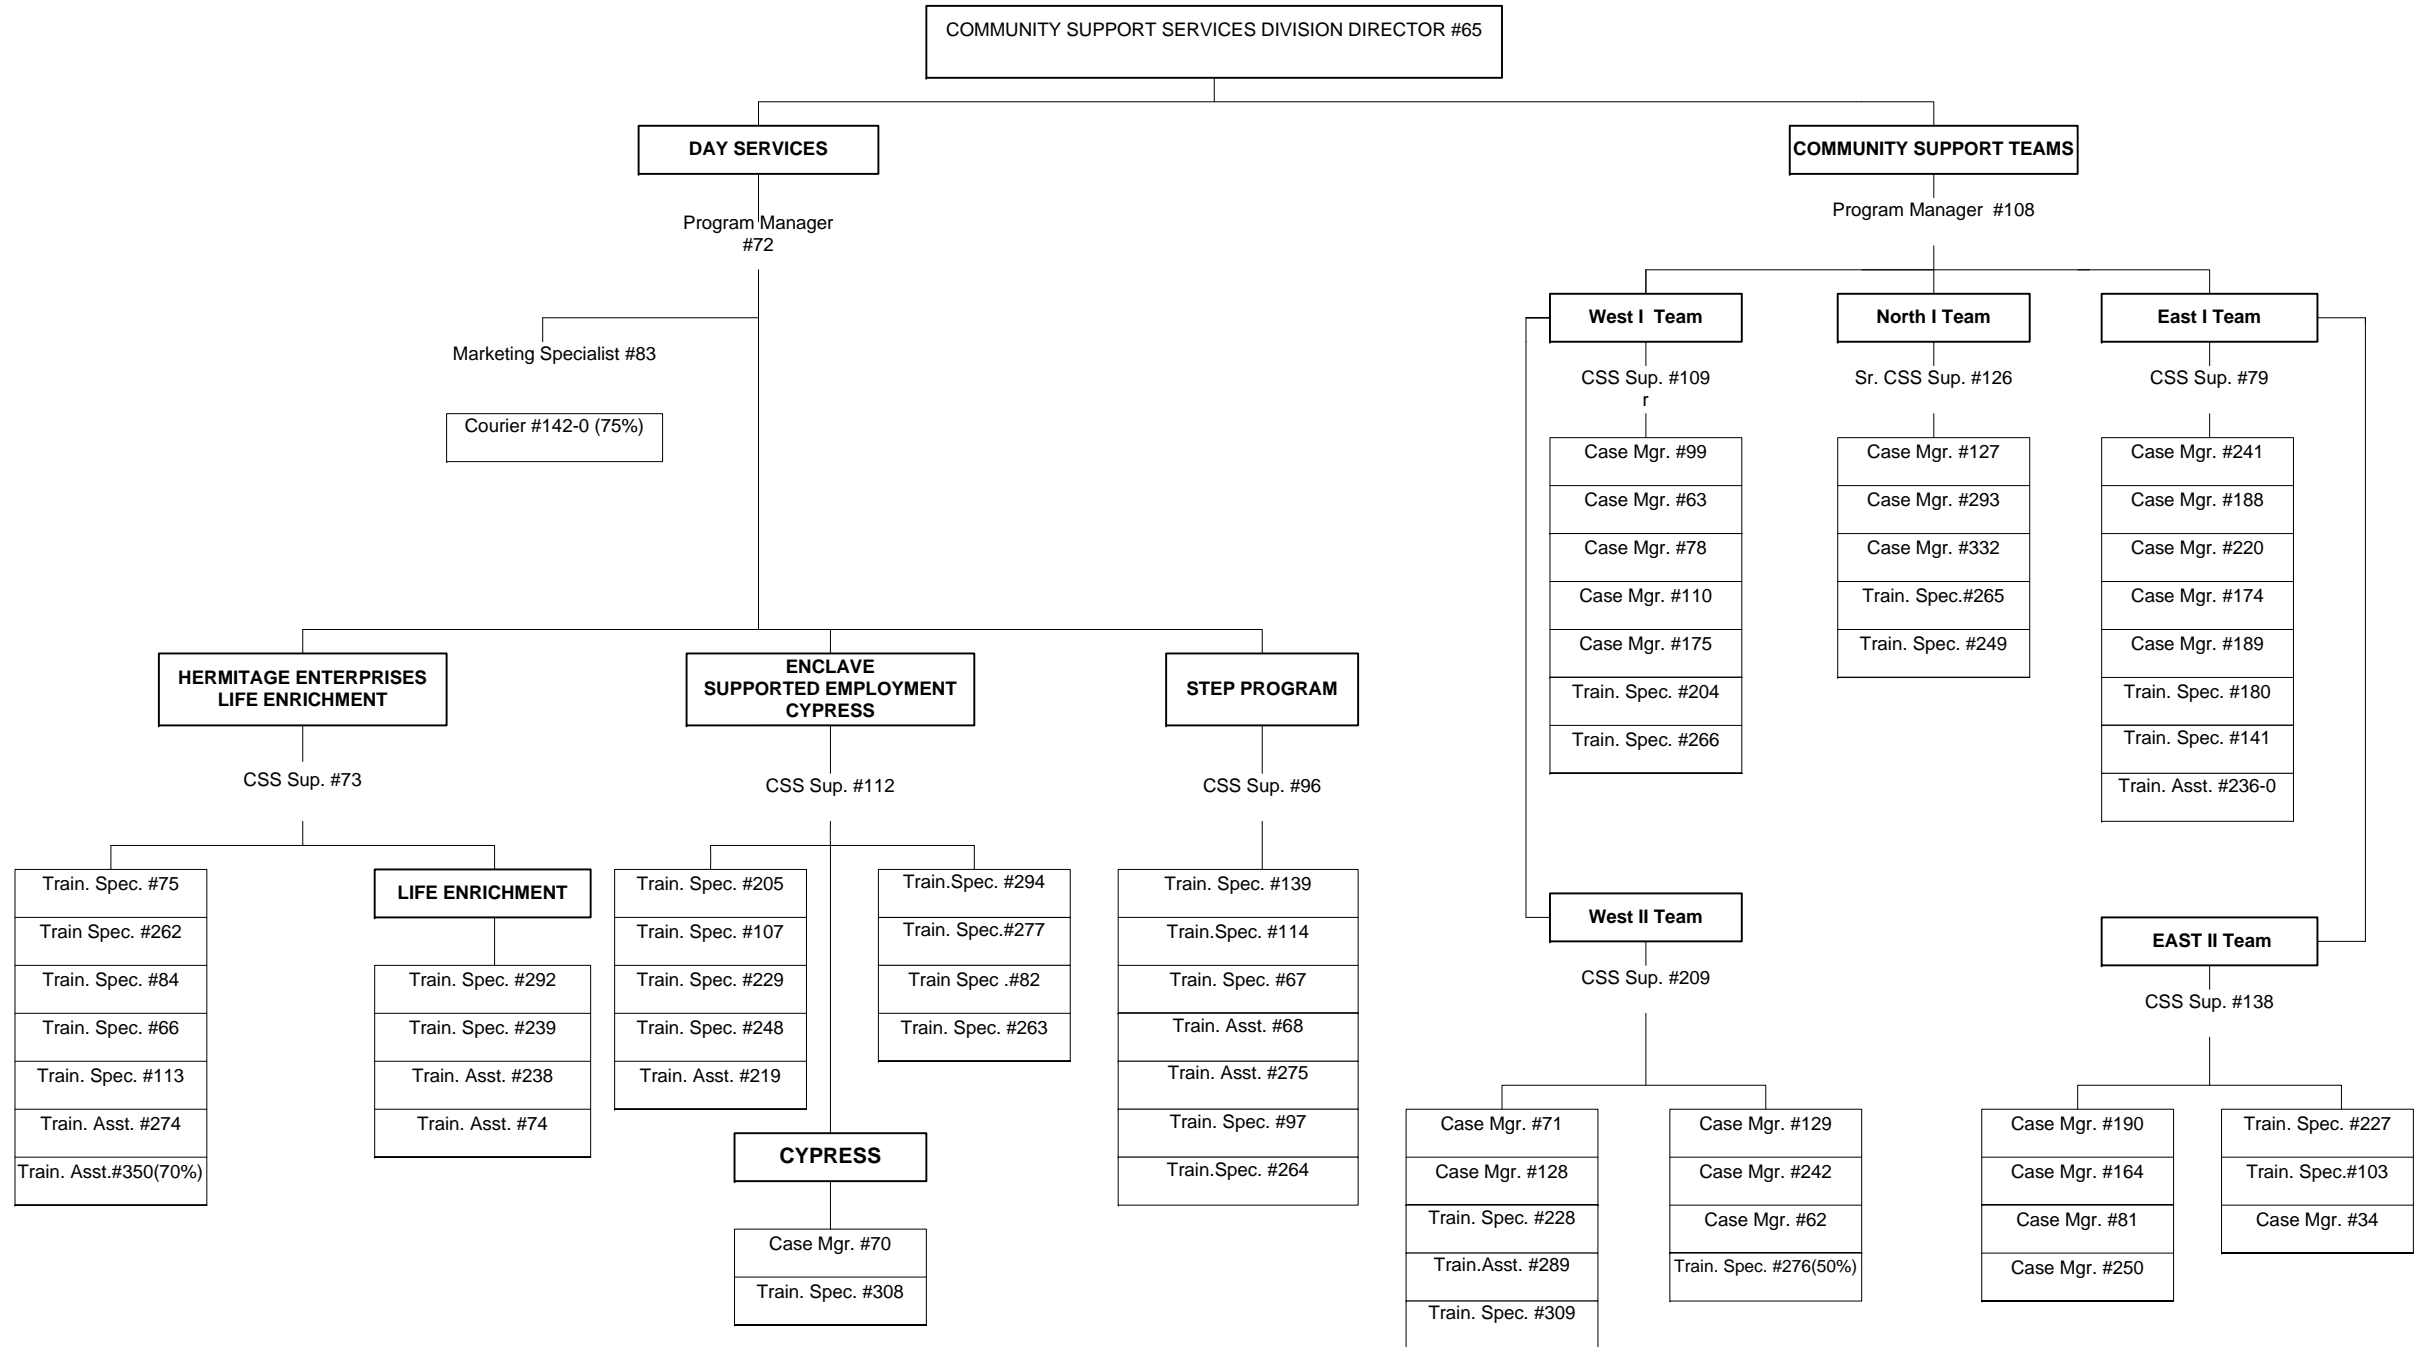 COMMUNITY SUPPORT SERVICES DIVISION DIRECTOR #65
DAY SERVICES
Program Manager
#72
Marketing Specialist #83
Courier #142-0 (75%)
HERMITAGE ENTERPRISES
LIFE ENRICHMENT
CSS Sup. #73
Train. Spec. #75
Train Spec. #262
Train. Spec. #84
Train. Spec. #66
Train. Spec. #113
Train. Asst. #274
Train. Asst.#350(70%)
LIFE ENRICHMENT
Train. Spec. #292
Train. Spec. #239
Train. Asst. #238
Train. Asst. #74
ENCLAVE
SUPPORTED EMPLOYMENT
CYPRESS
CSS Sup. #112
Train. Spec. #205
Train. Spec. #107
Train. Spec. #229
Train. Spec. #248
Train. Asst. #219
Train.Spec. #294
Train. Spec.#277
Train Spec .#82
Train. Spec. #263
CYPRESS
Case Mgr. #70
Train. Spec. #308
STEP PROGRAM
CSS Sup. #96
Train. Spec. #139
Train.Spec. #114
Train. Spec. #67
Train. Asst. #68
Train. Asst. #275
Train. Spec. #97
Train.Spec. #264
COMMUNITY SUPPORT TEAMS
Program Manager #108
West I Team
CSS Sup. #109
r
Case Mgr. #99
Case Mgr. #63
Case Mgr. #78
Case Mgr. #110
Case Mgr. #175
Train. Spec. #204
Train. Spec. #266
North I Team
Sr. CSS Sup. #126
Case Mgr. #127
Case Mgr. #293
Case Mgr. #332
Train. Spec.#265
Train. Spec. #249
East I Team
CSS Sup. #79
Case Mgr. #241
Case Mgr. #188
Case Mgr. #220
Case Mgr. #174
Case Mgr. #189
Train. Spec. #180
Train. Spec. #141
Train. Asst. #236-0
West II Team
CSS Sup. #209
Case Mgr. #71
Case Mgr. #128
Train. Spec. #228
Train.Asst. #289
Train. Spec. #309
Case Mgr. #129
Case Mgr. #242
Case Mgr. #62
Train. Spec. #276(50%)
EAST II Team
CSS Sup. #138
Case Mgr. #190
Case Mgr. #164
Case Mgr. #81
Case Mgr. #250
Train. Spec. #227
Train. Spec.#103
Case Mgr. #34